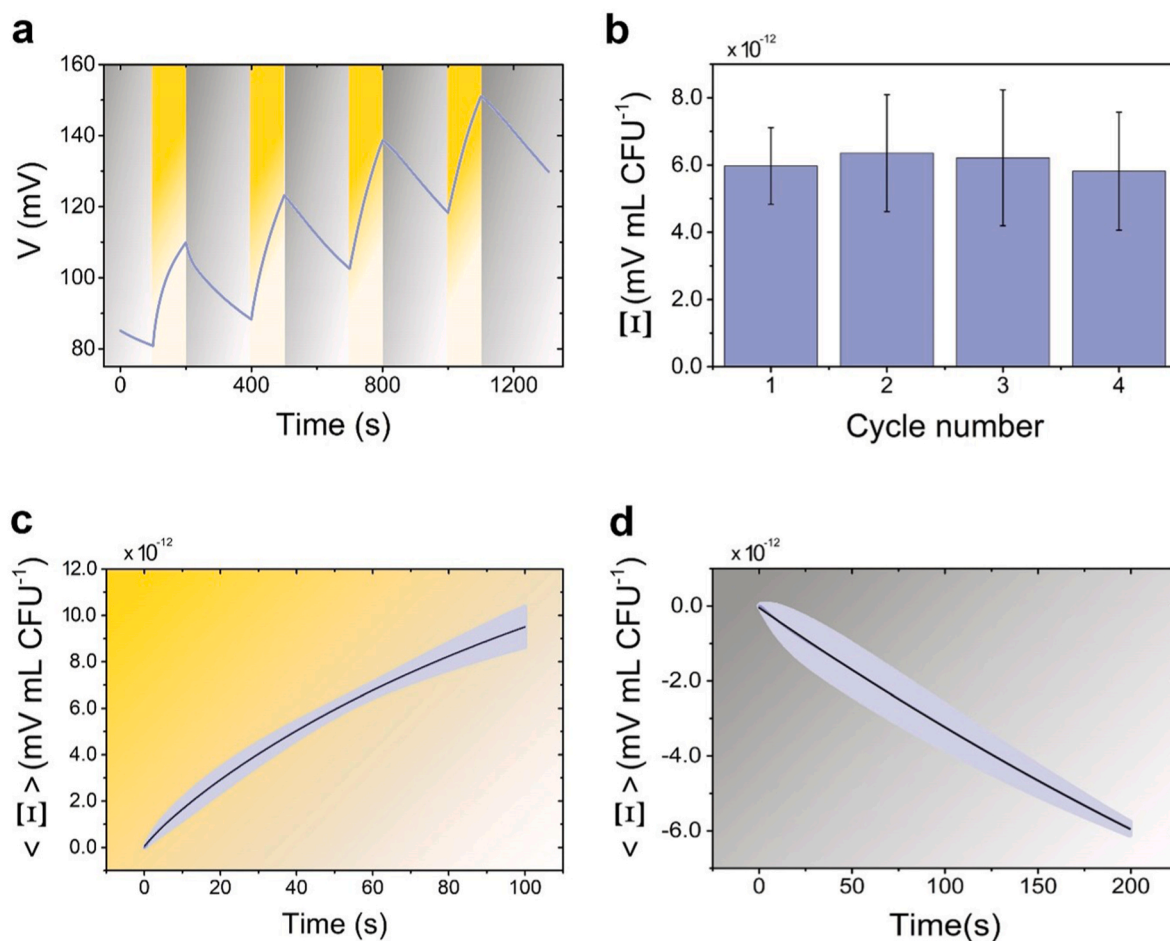 a
160
140
120
100
80
V (mV)
0 400 800 1200
Time (s)
b
x 10⁻¹²
8.0
6.0
4.0
2.0
0.0
Ξ (mV mL CFU⁻¹)
1 2 3 4
Cycle number
c
x 10⁻¹²
12.0
10.0
8.0
6.0
4.0
2.0
0.0
< Ξ > (mV mL CFU⁻¹)
0 20 40 60 80 100
Time (s)
d
x 10⁻¹²
0.0
-2.0
-4.0
-6.0
< Ξ > (mV mL CFU⁻¹)
0 50 100 150 200
Time(s)